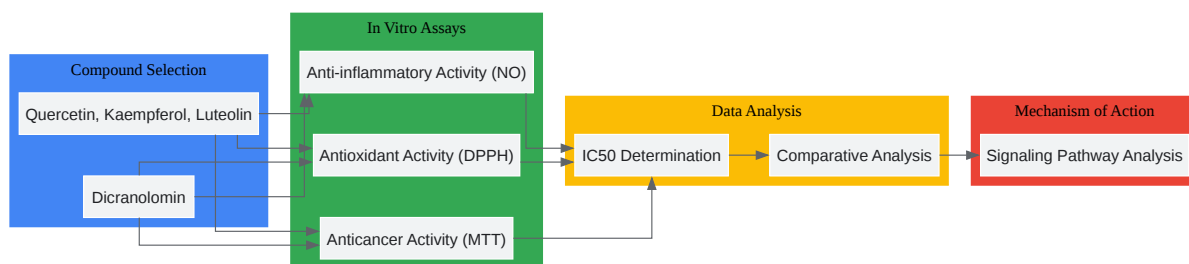 Compound Selection
Quercetin, Kaempferol, Luteolin
Dicranolomin
In Vitro Assays
Anti-inflammatory Activity (NO)
Antioxidant Activity (DPPH)
Anticancer Activity (MTT)
Data Analysis
IC50 Determination
Comparative Analysis
Mechanism of Action
Signaling Pathway Analysis